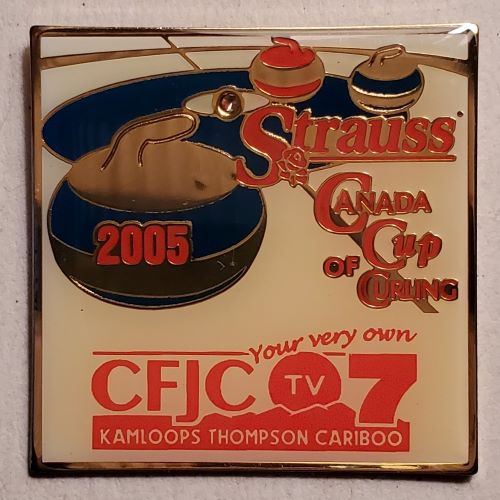 Strauss
CANADA
Cup
OF
CURLING
2005
Your very own
CFJC TV 7
KAMLOOPS THOMPSON CARIBOO